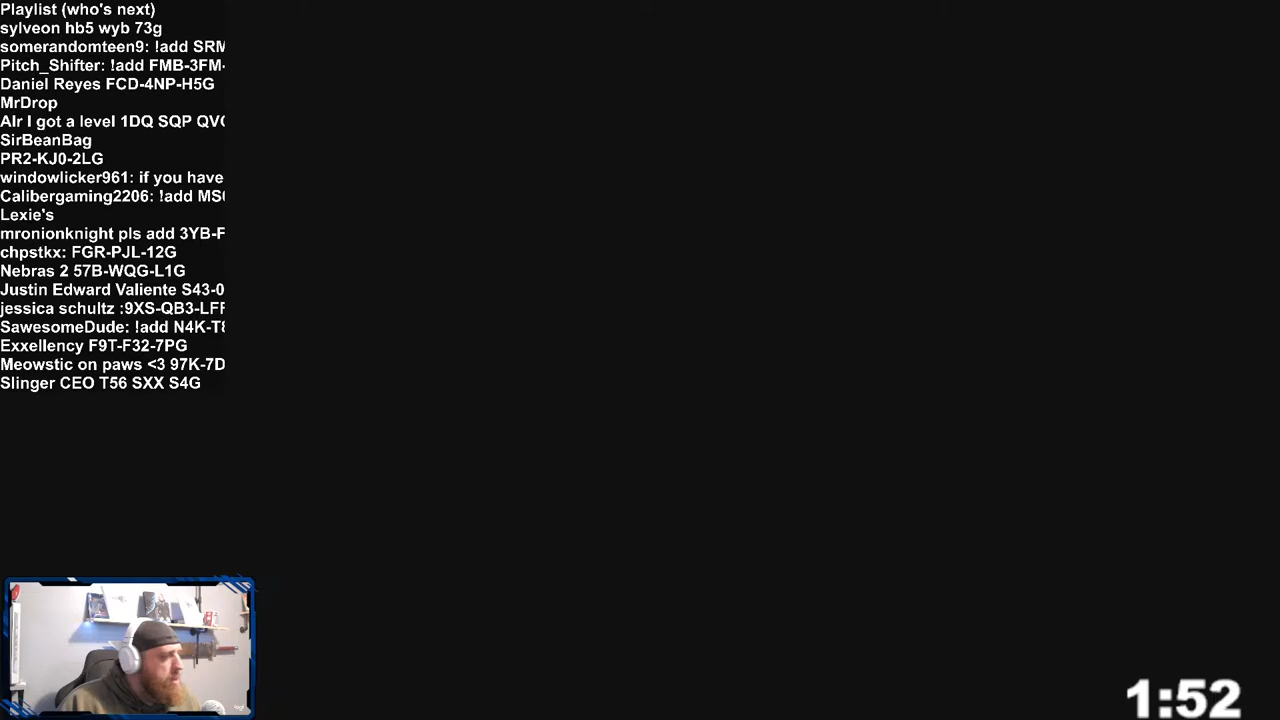 Playlist (who's next)
sylveon hb5 wyb 73g
somerandomteen9: !add SRM
Pitch_Shifter: !add FMB-3FM-
Daniel Reyes FCD-4NP-H5G
MrDrop
Alr I got a level 1DQ SQP
SirBeanBag
PR2-KJ0-2LG
windowlicker961: if you have
Calibergaming2206: !add
Lexie's
mronionknight pls add
chpstkx: FGR-PJL-12G
Nebras 2 57B-WQG-L1G
Justin Edward Valiente S43-0
jessica schultz :9XS-QB3-LFF
SawesomeDude: !add
Exxellency F9T-F32-7PG
Meowstic on paws <3 97K-7D
Slinger CEO T56 SXX S4G
1:52